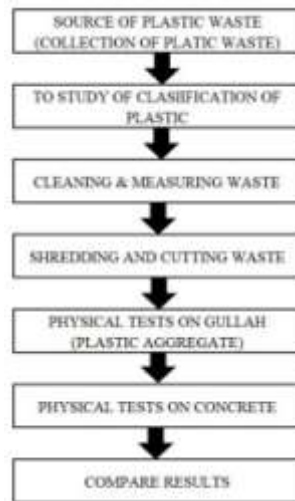 SOURCE OF PLASTIC WASTE
(COLLECTION OF PLATIC WASTE)
TO STUDY OF CLASIIFICATION OF
PLASTIC
CLEANING & MEASURING WASTE
SHREDDING AND CUTTING WASTE
PHYSICAL TESTS ON GULLAH
(PLASTIC AGGREGATE)
PHYSICAL TESTS ON CONCRETE
COMPARE RESULTS